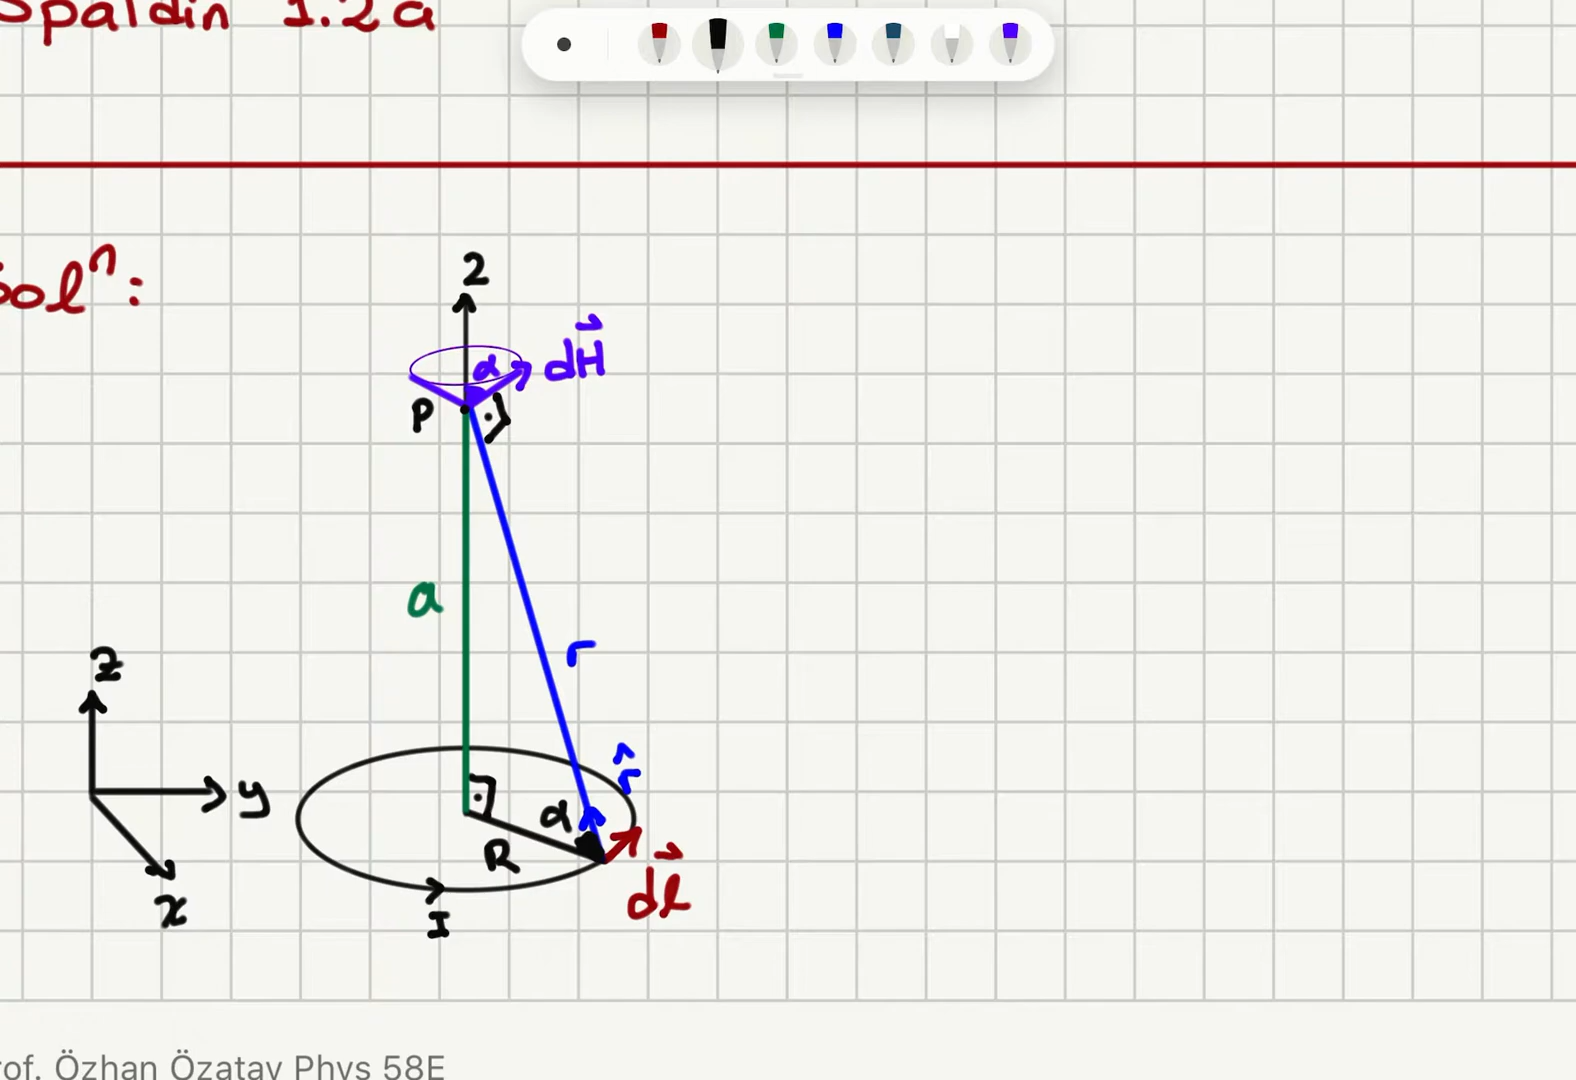 Spaldin 1.2a
Solⁿ:
z
α
dH⃗
P
a
r
z
r̂
y
α
R
dl⃗
x
I
rof. Özhan Özatay Phys 58E